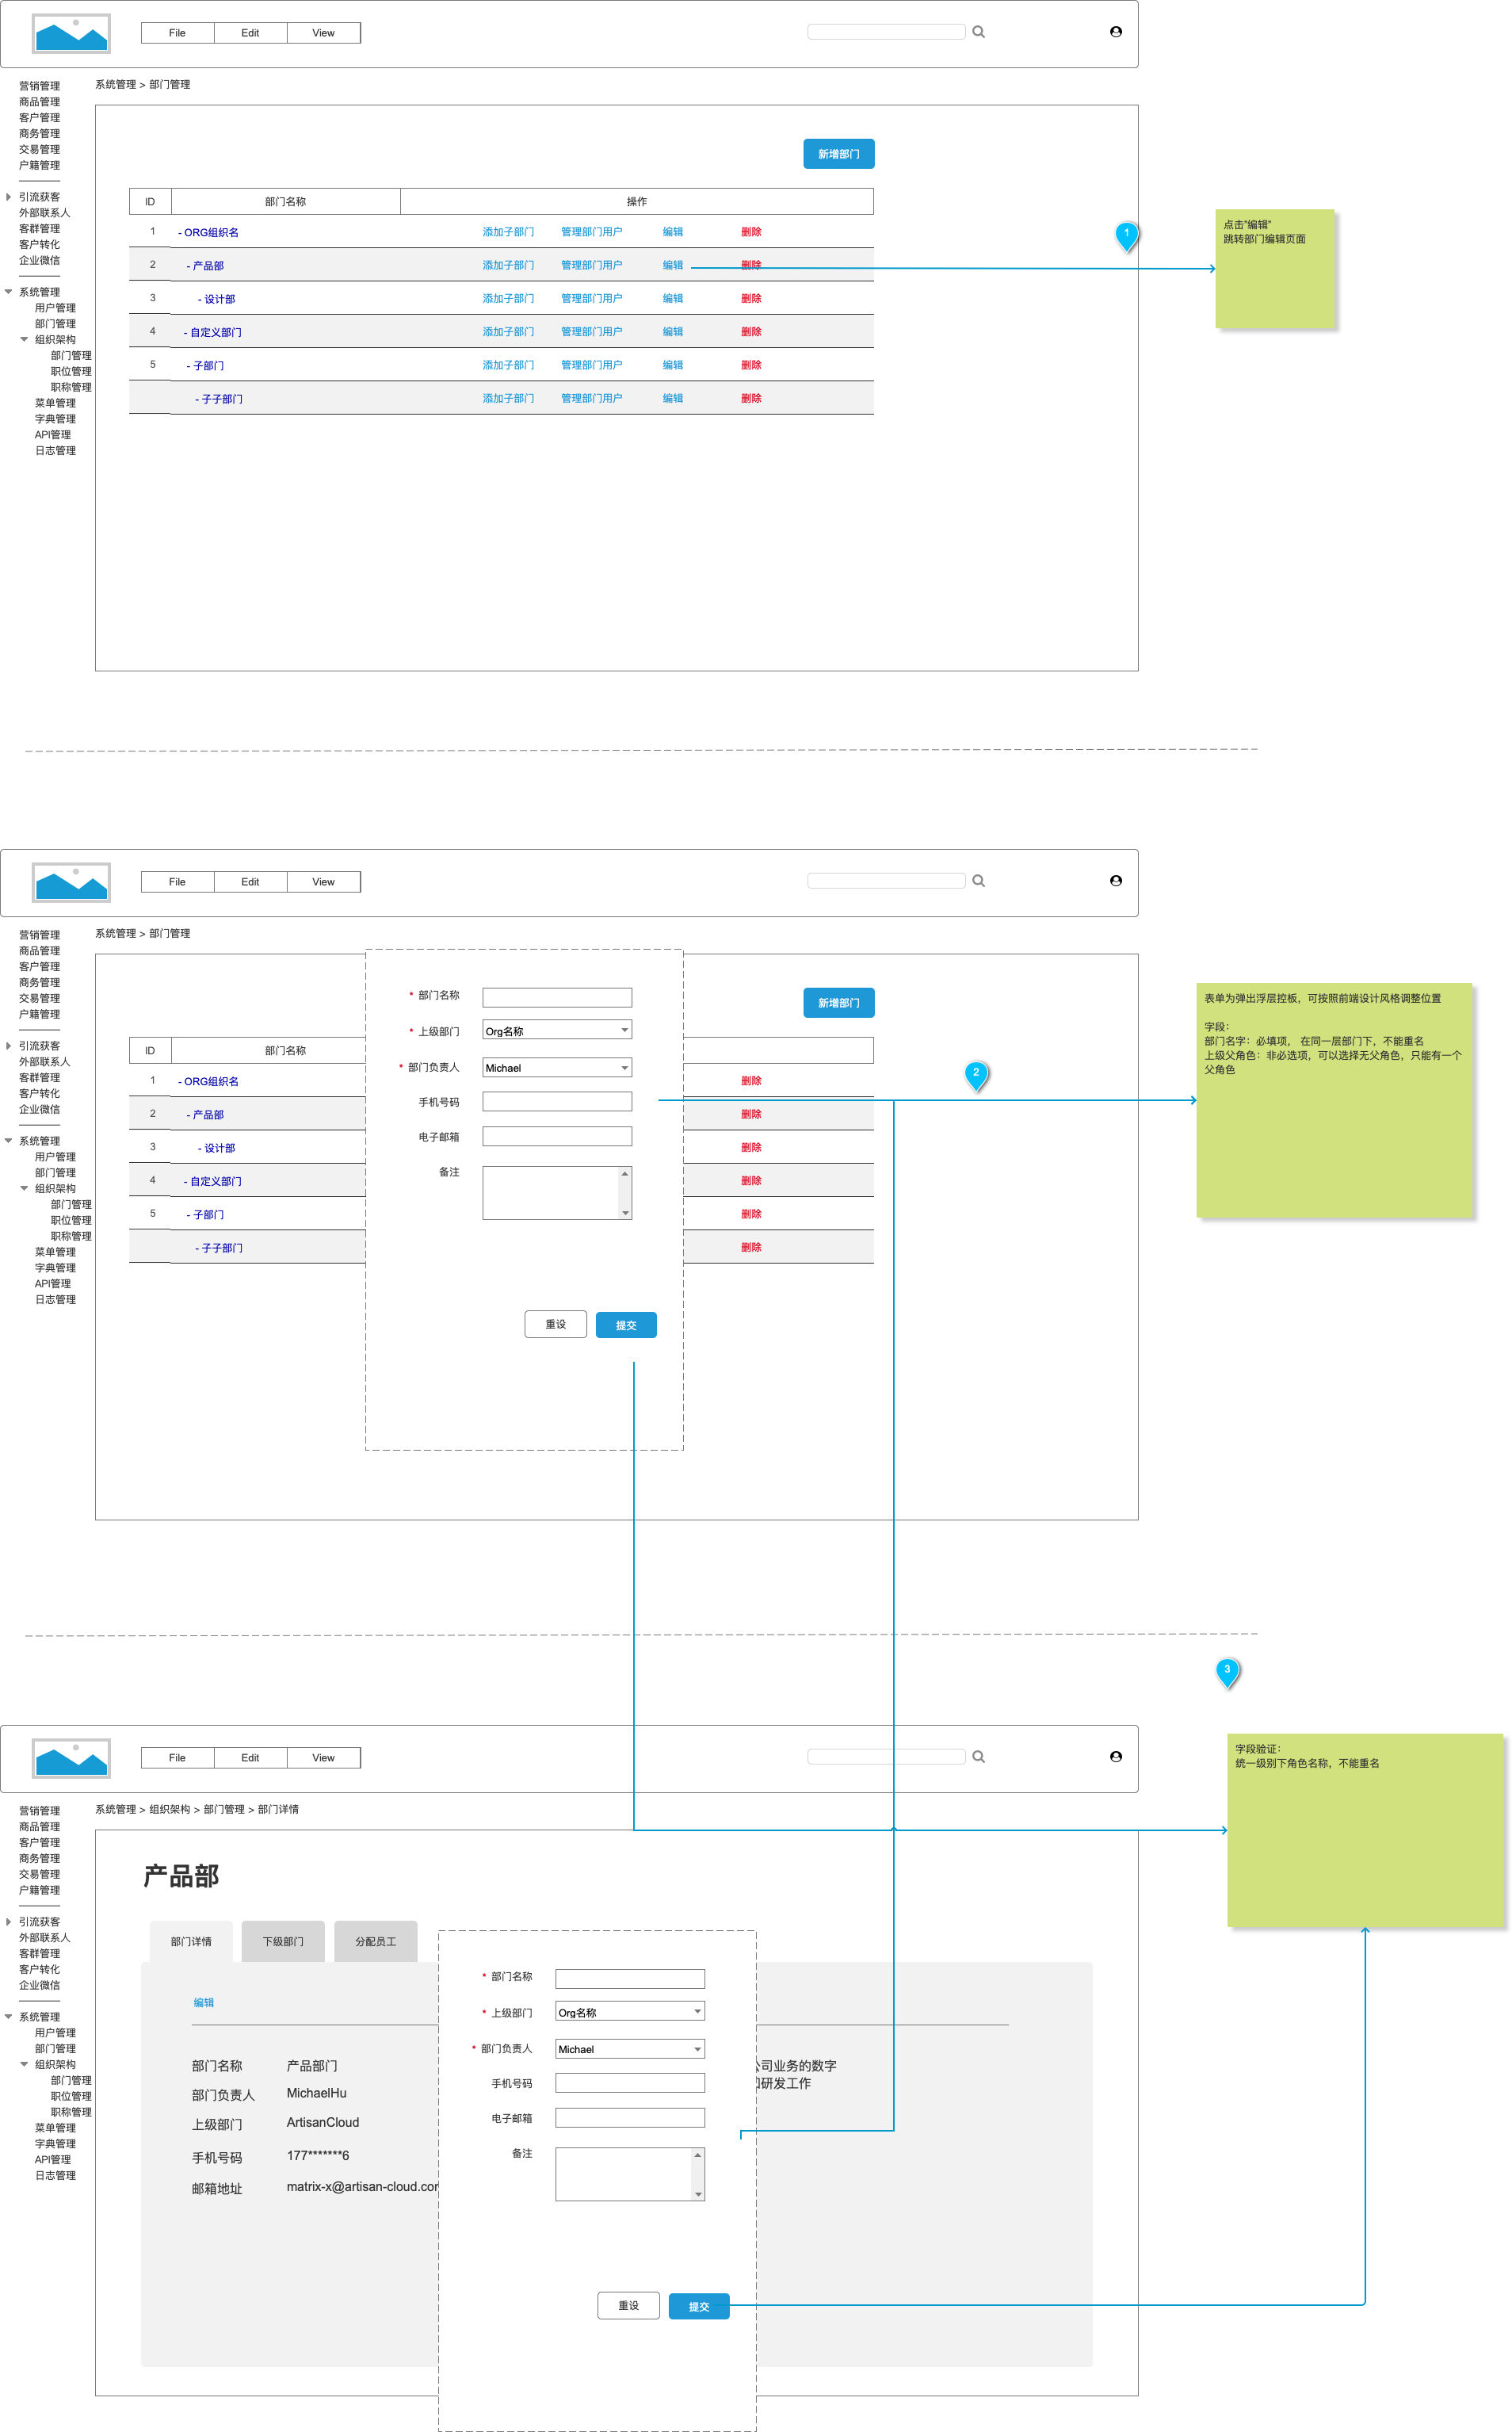 File Edit View
系统管理 > 部门管理
营销管理
商品管理
客户管理
商务管理
交易管理
户籍管理
引流获客
外部联系人
客群管理
客户转化
企业微信
系统管理
用户管理
部门管理
组织架构
部门管理
职位管理
职称管理
菜单管理
字典管理
API管理
日志管理
新增部门
ID 部门名称 操作
1 - ORG组织名 添加子部门 管理部门用户 编辑 删除
2 - 产品部 添加子部门 管理部门用户 编辑 删除
3 - 设计部 添加子部门 管理部门用户 编辑 删除
4 - 自定义部门 添加子部门 管理部门用户 编辑 删除
5 - 子部门 添加子部门 管理部门用户 编辑 删除
- 子子部门 添加子部门 管理部门用户 编辑 删除
1
点击”编辑”
跳转部门编辑页面
File Edit View
系统管理 > 部门管理
营销管理
商品管理
客户管理
商务管理
交易管理
户籍管理
引流获客
外部联系人
客群管理
客户转化
企业微信
系统管理
用户管理
部门管理
组织架构
部门管理
职位管理
职称管理
菜单管理
字典管理
API管理
日志管理
新增部门
ID 部门名称
1 - ORG组织名 删除
2 - 产品部 删除
3 - 设计部 删除
4 - 自定义部门 删除
5 - 子部门 删除
- 子子部门 删除
* 部门名称
* 上级部门 Org名称
* 部门负责人 Michael
手机号码
电子邮箱
备注
重设 提交
2
表单为弹出浮层控板，可按照前端设计风格调整位置
字段：
部门名字：必填项， 在同一层部门下，不能重名
上级父角色：非必选项，可以选择无父角色，只能有一个
父角色
3
File Edit View
系统管理 > 组织架构 > 部门管理 > 部门详情
营销管理
商品管理
客户管理
商务管理
交易管理
户籍管理
引流获客
外部联系人
客群管理
客户转化
企业微信
系统管理
用户管理
部门管理
组织架构
部门管理
职位管理
职称管理
菜单管理
字典管理
API管理
日志管理
产品部
部门详情 下级部门 分配员工
编辑
部门名称 产品部门
部门负责人 MichaelHu
上级部门 ArtisanCloud
手机号码 177*******6
邮箱地址 matrix-x@artisan-cloud.cor
司业务的数字
研发工作
* 部门名称
* 上级部门 Org名称
* 部门负责人 Michael
手机号码
电子邮箱
备注
重设 提交
字段验证：
统一级别下角色名称，不能重名